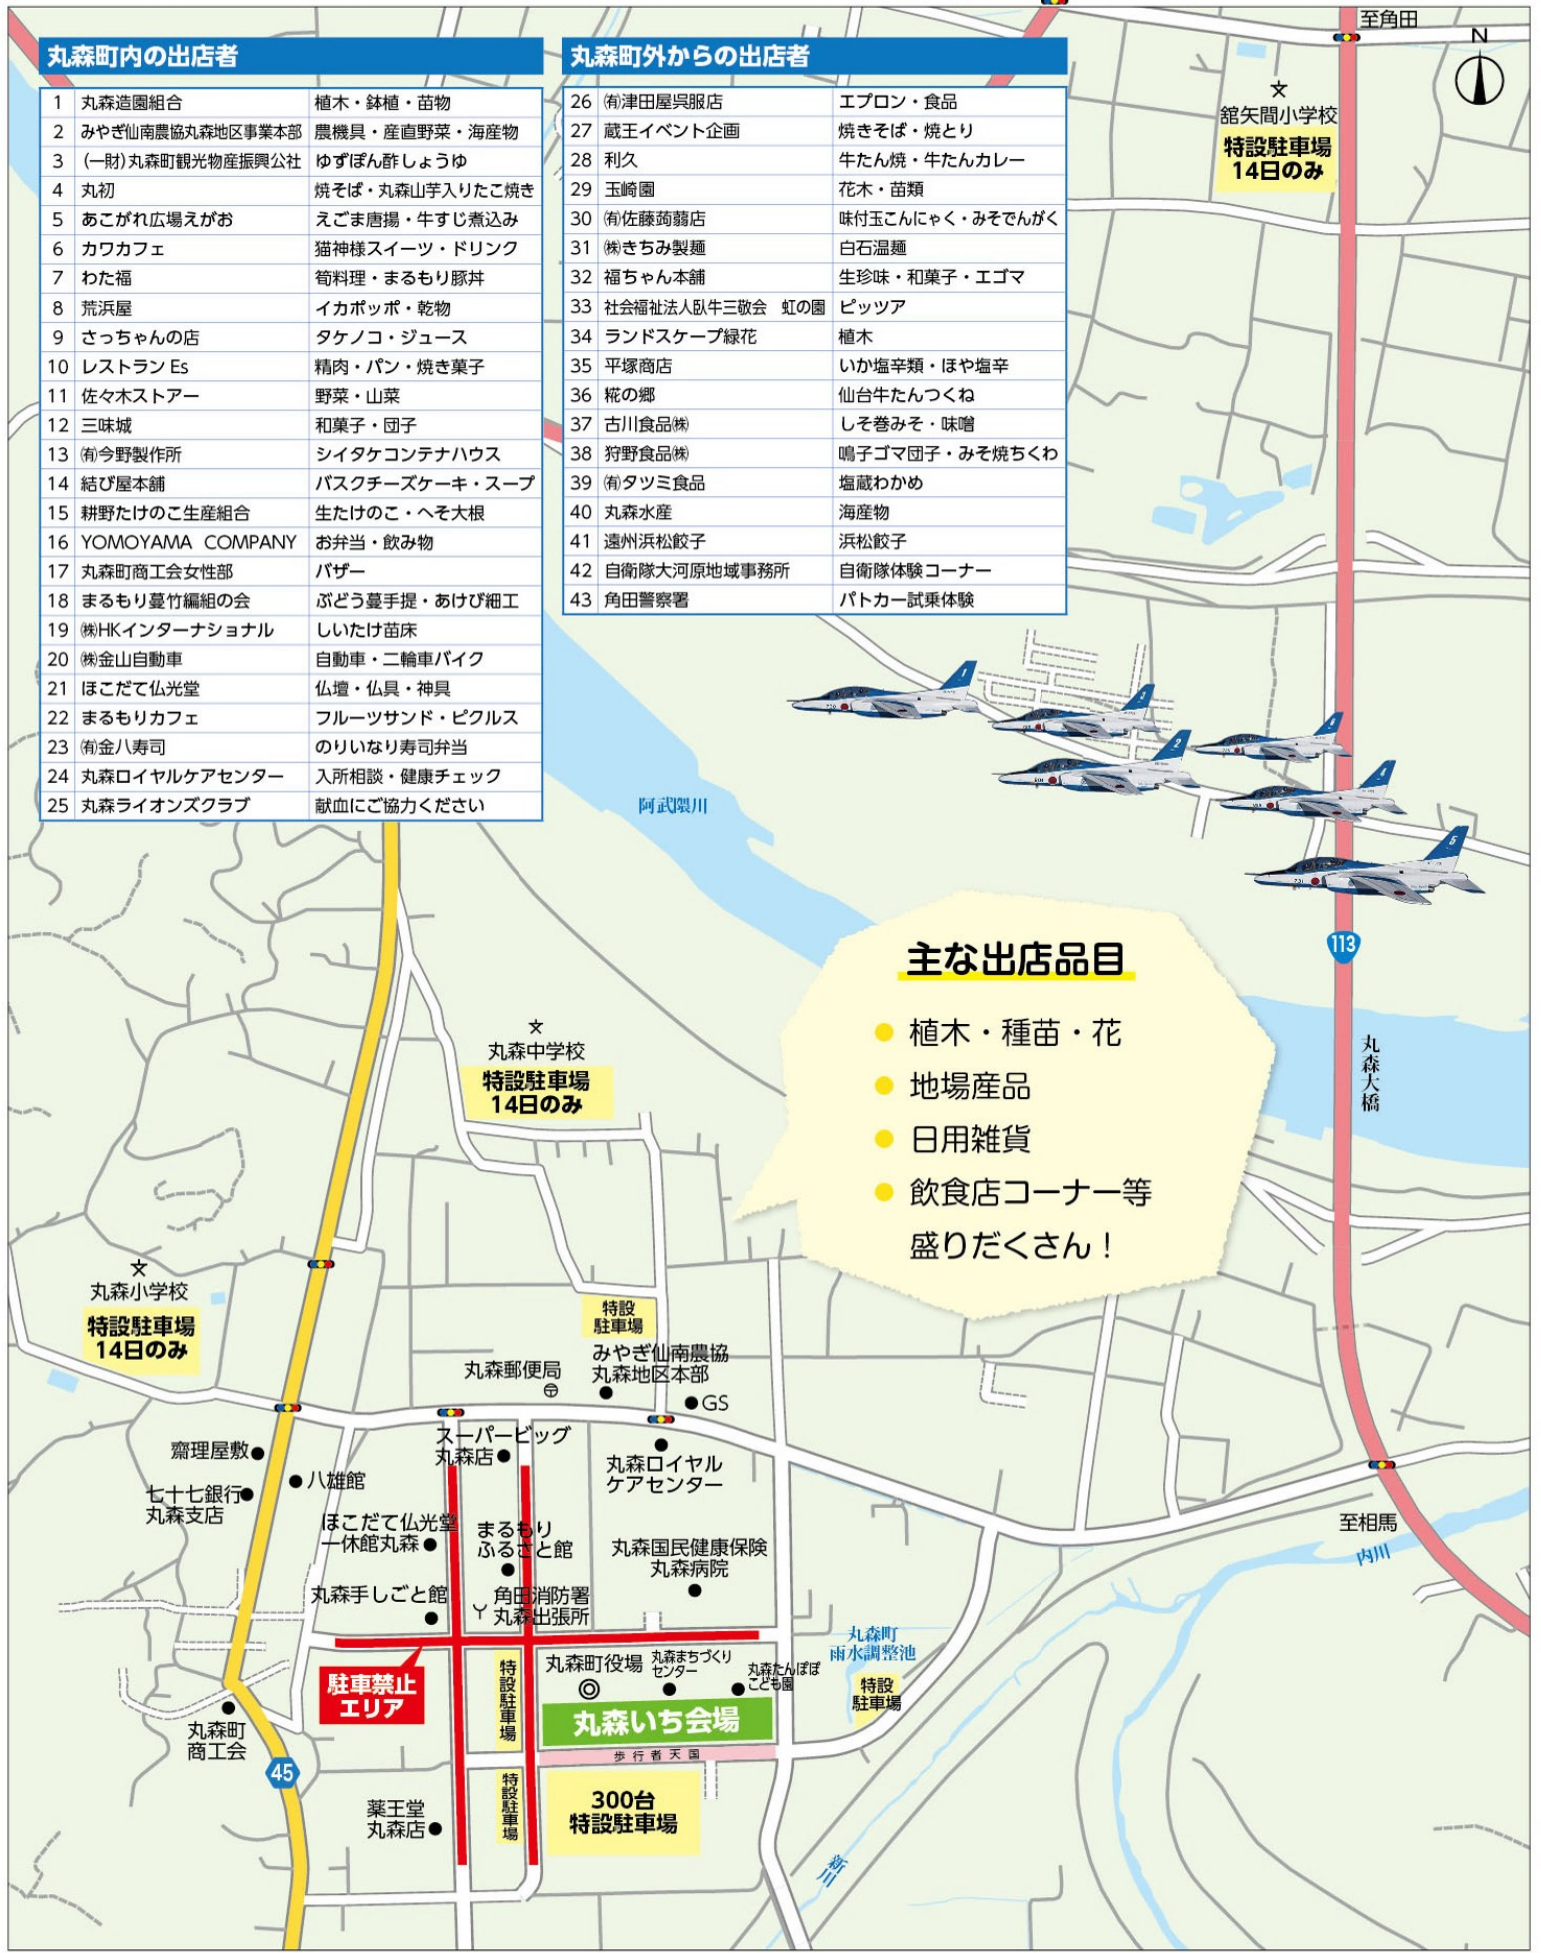 至角田
N
舘矢間小学校
特設駐車場
14日のみ
丸森町内の出店者
1 丸森造園組合 植木・鉢植・苗物
2 みやぎ仙南農協丸森地区事業本部 農機具・産直野菜・海産物
3 (一財)丸森町観光物産振興公社 ゆずぽん酢しょうゆ
4 丸初 焼そば・丸森山芋入りたこ焼き
5 あこがれ広場えがお えごま唐揚・牛すじ煮込み
6 カワカフェ 猫神様スイーツ・ドリンク
7 わた福 筍料理・まるもり豚丼
8 荒浜屋 イカポッポ・乾物
9 さっちゃんの店 タケノコ・ジュース
10 レストラン Es 精肉・パン・焼き菓子
11 佐々木ストアー 野菜・山菜
12 三味城 和菓子・団子
13 ㈲今野製作所 シイタケコンテナハウス
14 結び屋本舗 バスクチーズケーキ・スープ
15 耕野たけのこ生産組合 生たけのこ・へそ大根
16 YOMOYAMA COMPANY お弁当・飲み物
17 丸森町商工会女性部 バザー
18 まるもり蔓竹編組の会 ぶどう蔓手提・あけび細工
19 ㈱HKインターナショナル しいたけ苗床
20 ㈱金山自動車 自動車・二輪車バイク
21 ほこだて仏光堂 仏壇・仏具・神具
22 まるもりカフェ フルーツサンド・ピクルス
23 ㈲金八寿司 のりいなり寿司弁当
24 丸森ロイヤルケアセンター 入所相談・健康チェック
25 丸森ライオンズクラブ 献血にご協力ください
丸森町外からの出店者
26 ㈲津田屋呉服店 エプロン・食品
27 蔵王イベント企画 焼きそば・焼とり
28 利久 牛たん焼・牛たんカレー
29 玉崎園 花木・苗類
30 ㈲佐藤蒟蒻店 味付玉こんにゃく・みそでんがく
31 ㈱きちみ製麺 白石温麺
32 福ちゃん本舗 生珍味・和菓子・エゴマ
33 社会福祉法人臥牛三敬会 虹の園 ピッツア
34 ランドスケープ緑花 植木
35 平塚商店 いか塩辛類・ほや塩辛
36 糀の郷 仙台牛たんつくね
37 古川食品㈱ しそ巻みそ・味噌
38 狩野食品㈱ 鳴子ゴマ団子・みそ焼ちくわ
39 ㈲タツミ食品 塩蔵わかめ
40 丸森水産 海産物
41 遠州浜松餃子 浜松餃子
42 自衛隊大河原地域事務所 自衛隊体験コーナー
43 角田警察署 パトカー試乗体験
1
3
2
5
阿武隈川
113
丸森大橋
主な出店品目
● 植木・種苗・花
● 地場産品
● 日用雑貨
● 飲食店コーナー等
盛りだくさん！
丸森中学校
特設駐車場
14日のみ
丸森小学校
特設駐車場
14日のみ
特設
駐車場
みやぎ仙南農協
丸森地区本部
丸森郵便局
GS
スーパービッグ
丸森店
齋理屋敷
八雄館
七十七銀行
丸森支店
丸森ロイヤル
ケアセンター
ほこだて仏光堂
一休館丸森
まるもり
ふるさと館
丸森国民健康保険
丸森病院
至相馬
内川
丸森手しごと館
角田消防署
丸森出張所
丸森町
雨水調整池
特設
駐車場
駐車禁止
エリア
特設駐車場
丸森町役場
丸森まちづくり
センター
丸森たんぽぽ
こども園
丸森いち会場
歩行者天国
丸森町
商工会
45
特設駐車場
300台
特設駐車場
薬王堂
丸森店
新川